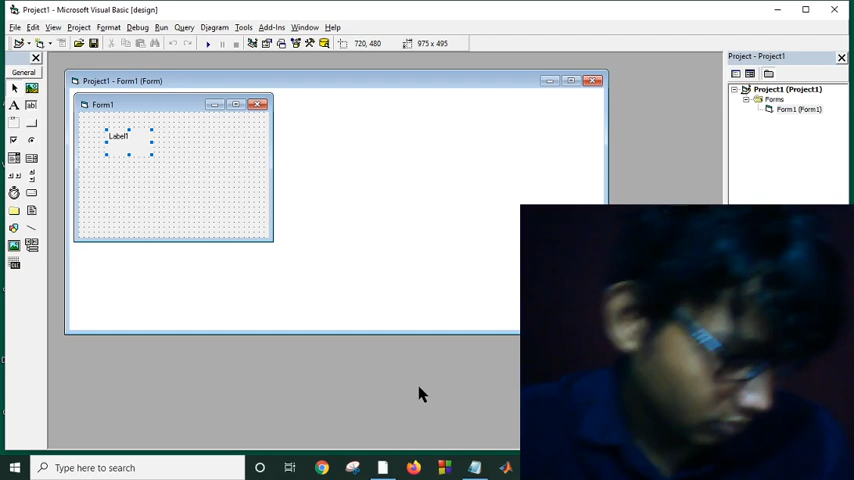 Project1 - Microsoft Visual Basic [design]
File Edit View Project Format Debug Run Query Diagram Tools Add-Ins Window Help
720, 480 975 x 495
General
Project1 - Form1 (Form)
Form1
Label1
Project - Project1
Project1 (Project1)
Forms
Form1 (Form1)
Type here to search